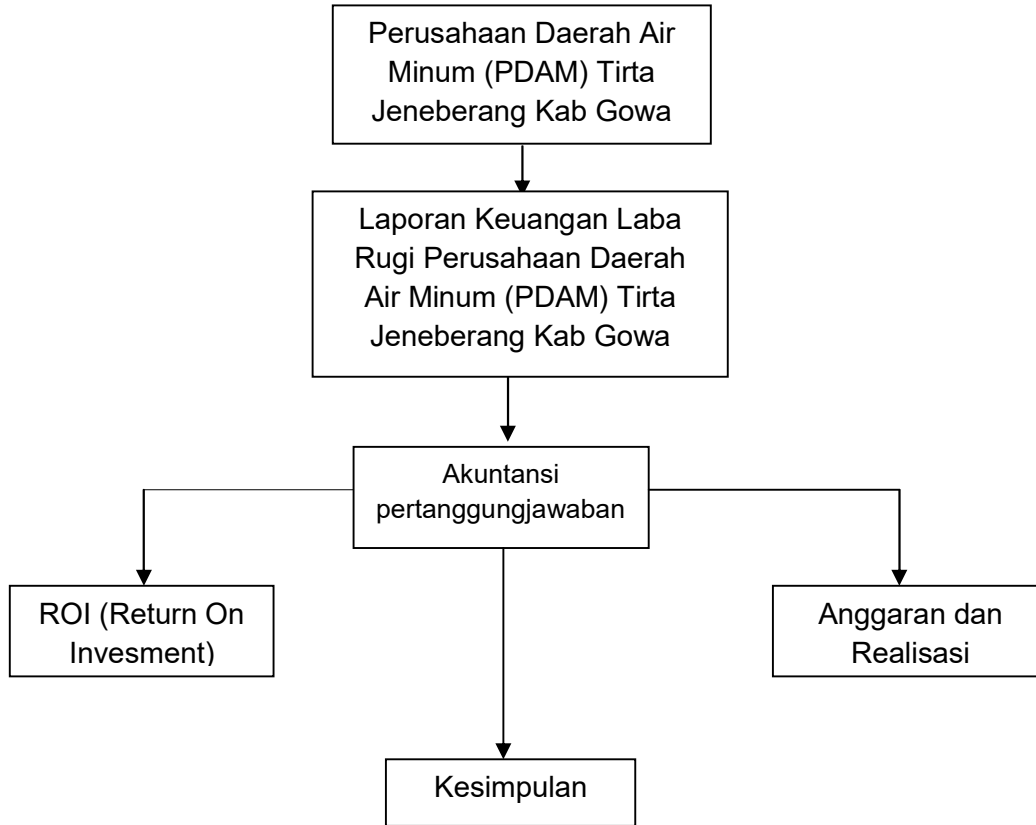 Perusahaan Daerah Air
Minum (PDAM) Tirta
Jeneberang Kab Gowa
Laporan Keuangan Laba
Rugi Perusahaan Daerah
Air Minum (PDAM) Tirta
Jeneberang Kab Gowa
Akuntansi
pertanggungjawaban
ROI (Return On
Invesment)
Anggaran dan
Realisasi
Kesimpulan